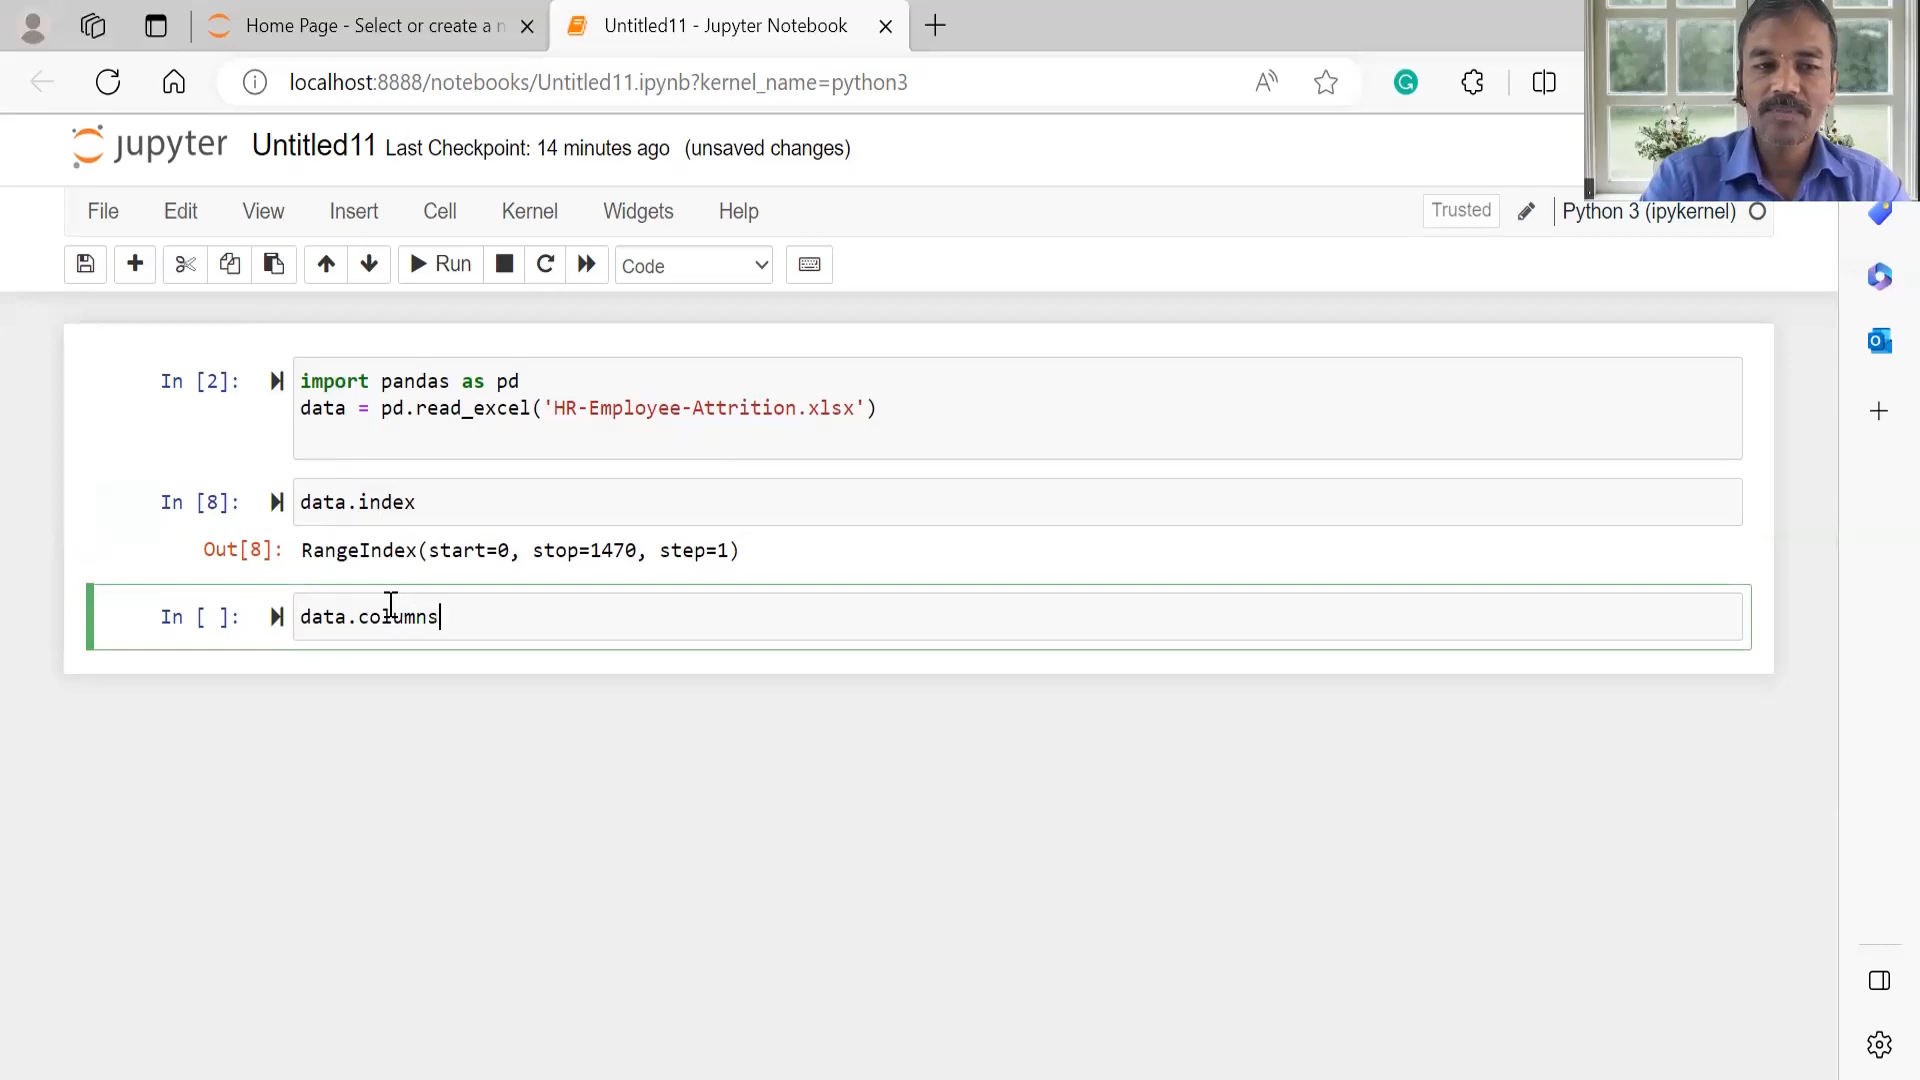 Home Page - Select or create a n
Untitled11 - Jupyter Notebook
localhost:8888/notebooks/Untitled11.ipynb?kernel_name=python3
jupyter Untitled11 Last Checkpoint: 14 minutes ago (unsaved changes)
File Edit View Insert Cell Kernel Widgets Help
Trusted
Python 3 (ipykernel)
Run
Code
In [2]:
import pandas as pd
data = pd.read_excel('HR-Employee-Attrition.xlsx')
In [8]:
data.index
Out[8]:
RangeIndex(start=0, stop=1470, step=1)
In [ ]:
data.columns